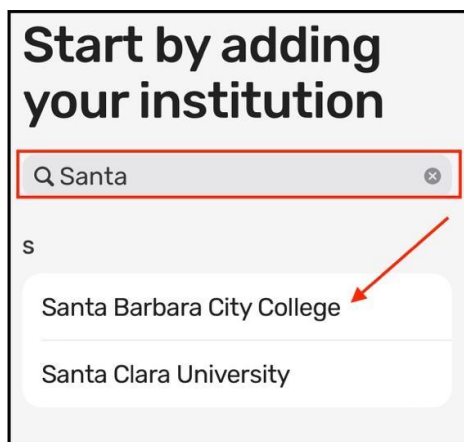 Start by adding
your institution
Santa
S
Santa Barbara City College
Santa Clara University